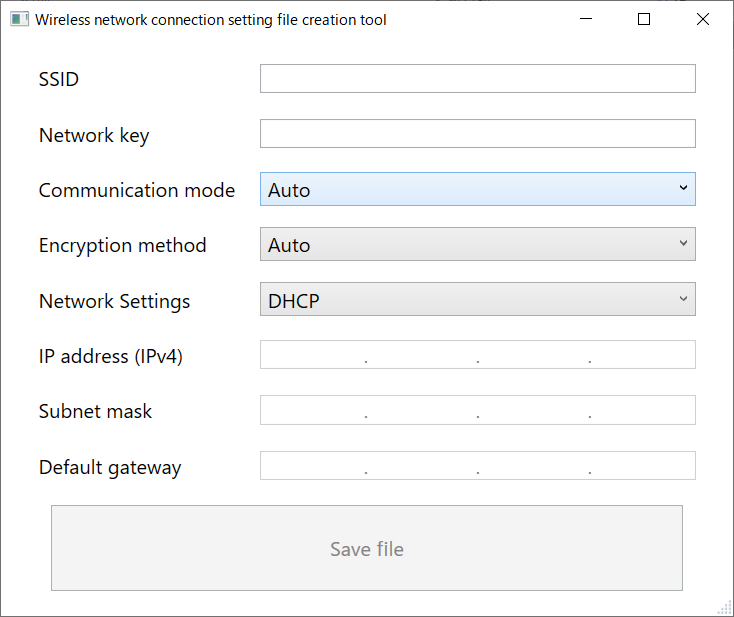 Wireless network connection setting file creation tool
SSID
Network key
Communication mode Auto
Encryption method Auto
Network Settings DHCP
IP address (IPv4) . . .
Subnet mask . . .
Default gateway . . .
Save file